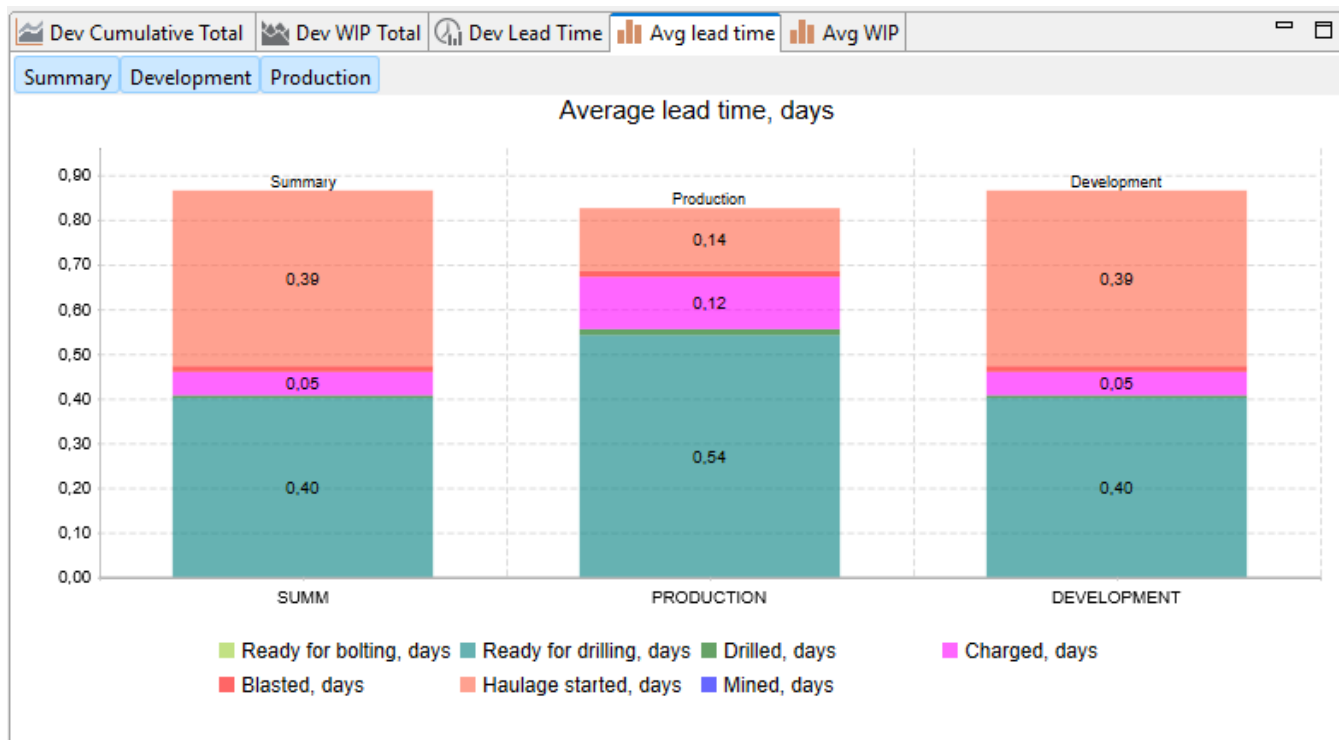 Dev Cumulative Total Dev WIP Total Dev Lead Time Avg lead time Avg WIP
Summary Development Production
Average lead time, days
0,90
0,80
0,70
0,60
0,50
0,40
0,30
0,20
0,10
0,00
Summary
0,39
0,05
0,40
Production
0,14
0,12
0,54
Development
0,39
0,05
0,40
SUMM PRODUCTION DEVELOPMENT
Ready for bolting, days Ready for drilling, days Drilled, days Charged, days
Blasted, days Haulage started, days Mined, days